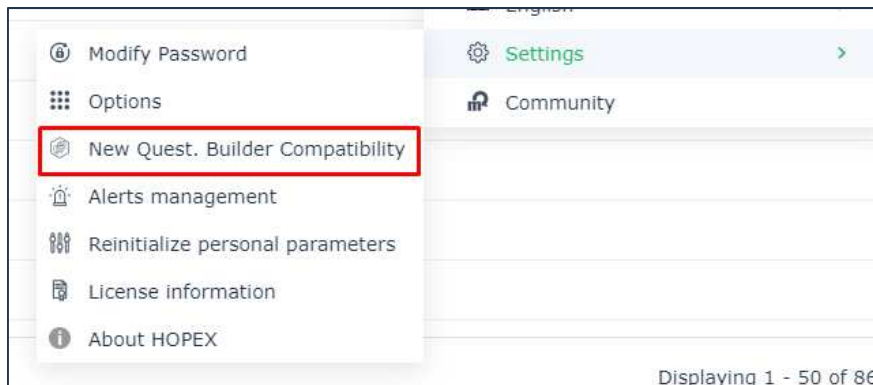 English
Modify Password
Settings
Options
Community
New Quest. Builder Compatibility
Alerts management
Reinitialize personal parameters
License information
About HOPEX
Displaying 1 - 50 of 86